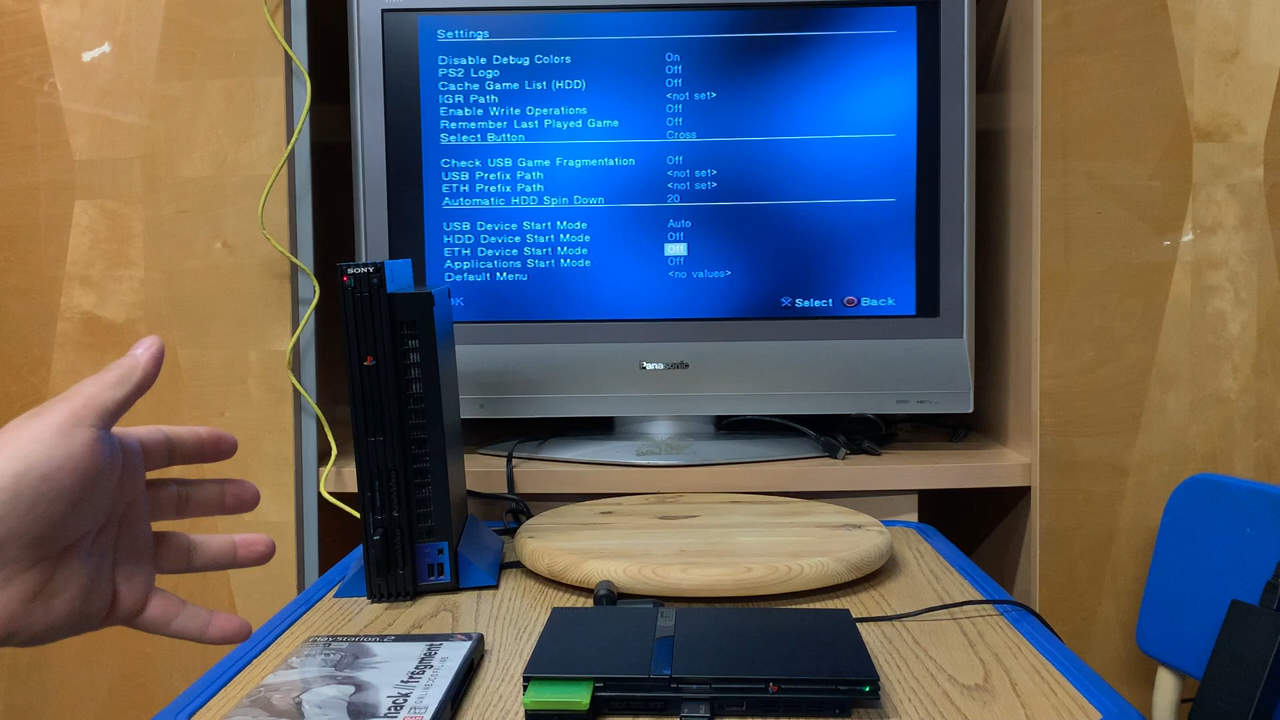 Settings
Disable Debug Colors On
PS2 Logo Off
Cache Game List (HDD) Off
IGR Path <not set>
Enable Write Operations Off
Remember Last Played Game Off
Select Button Cross
Check USB Game Fragmentation Off
USB Prefix Path <not set>
ETH Prefix Path <not set>
Automatic HDD Spin Down 20
USB Device Start Mode Auto
HDD Device Start Mode Off
ETH Device Start Mode Off
Applications Start Mode Off
Default Menu <no values>
OK
Select Back
SONY
Panasonic
PlayStation 2
hack//fragment